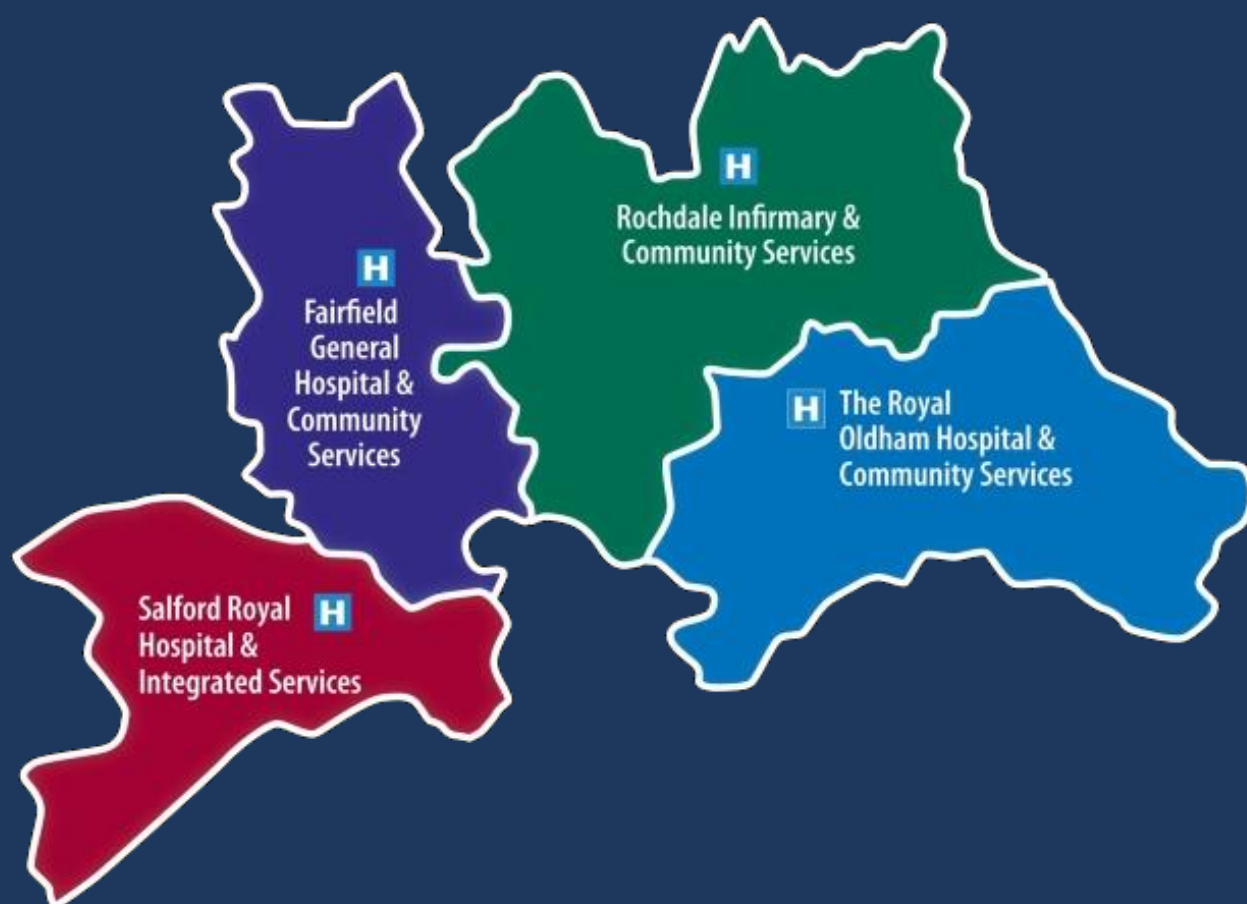 H
Rochdale Infirmary &
Community Services
H
Fairfield
General
Hospital &
Community
Services
H
The Royal
Oldham Hospital &
Community Services
Salford Royal
H
Hospital &
Integrated Services